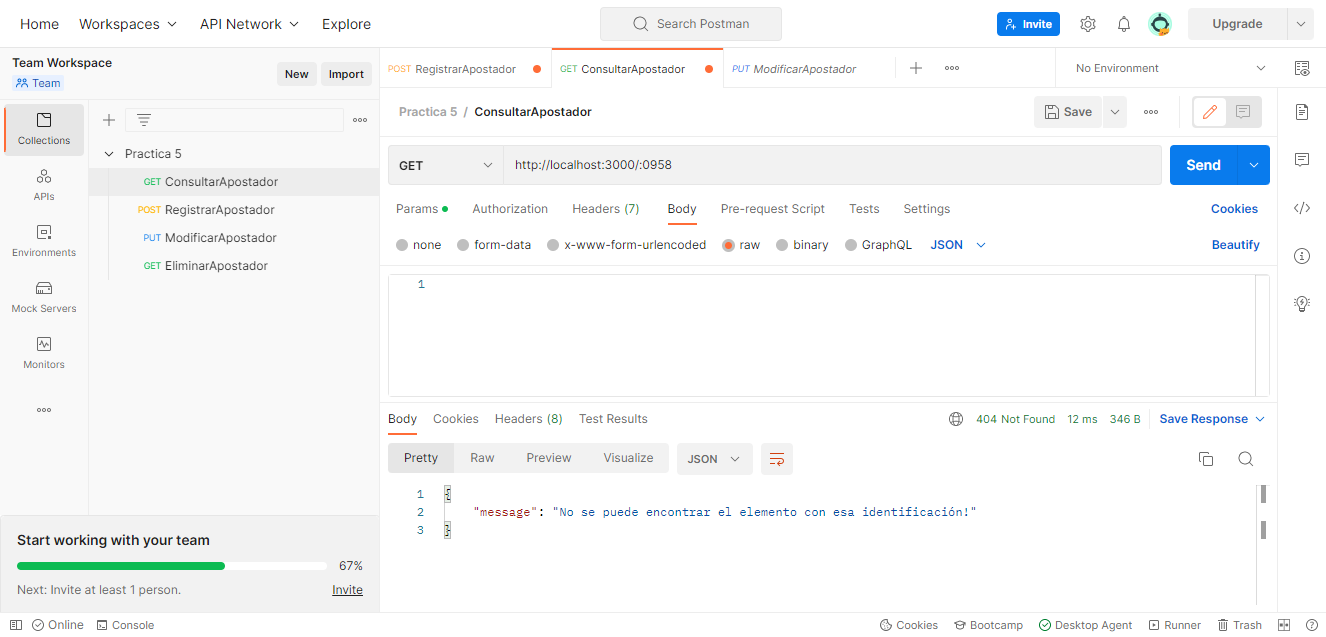 Home Workspaces API Network Explore Search Postman Invite Upgrade
Team Workspace
Team
New Import
POST RegistrarApostador GET ConsultarApostador PUT ModificarApostador No Environment
Collections
APIs
Environments
Mock Servers
Monitors
Practica 5
GET ConsultarApostador
POST RegistrarApostador
PUT ModificarApostador
GET EliminarApostador
Practica 5 / ConsultarApostador Save
GET http://localhost:3000/:0958 Send
Params Authorization Headers (7) Body Pre-request Script Tests Settings Cookies
none form-data x-www-form-urlencoded raw binary GraphQL JSON Beautify
1
Body Cookies Headers (8) Test Results 404 Not Found 12 ms 346 B Save Response
Pretty Raw Preview Visualize JSON
1 {
2 "message": "No se puede encontrar el elemento con esa identificación!"
3 }
Start working with your team
67%
Next: Invite at least 1 person. Invite
Online Console Cookies Bootcamp Desktop Agent Runner Trash